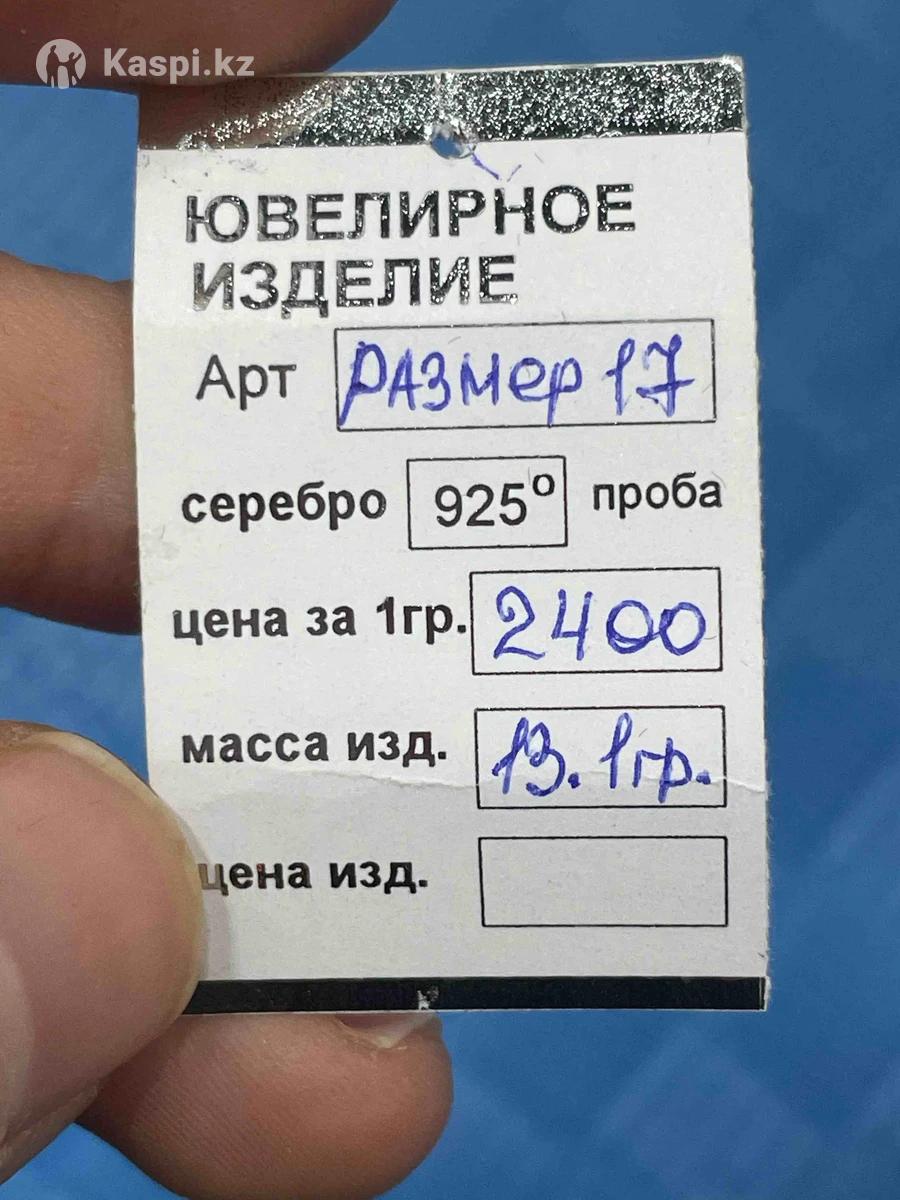 Kaspi.kz
ЮВЕЛИРНОЕ
ИЗДЕЛИЕ
Арт РАЗмер 17
серебро 925° проба
цена за 1гр. 2400
масса изд. 13.1гр.
цена изд.